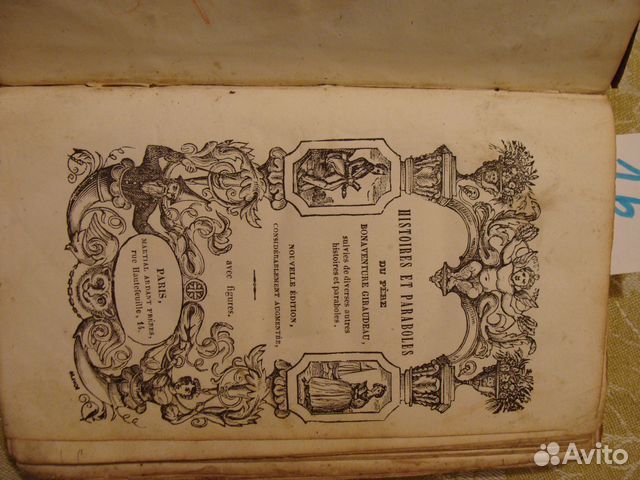 HISTOIRES ET PARABOLES
DU PÈRE
BONAVENTURE GIRAUDEAU,
suivies de diverses autres
histoires et paraboles.
NOUVELLE ÉDITION,
CONSIDÉRABLEMENT AUGMENTÉE,
avec figures.
PARIS,
MARTIAL ARDANT FRÈRES,
rue Hautefeuille, 14.
Avito